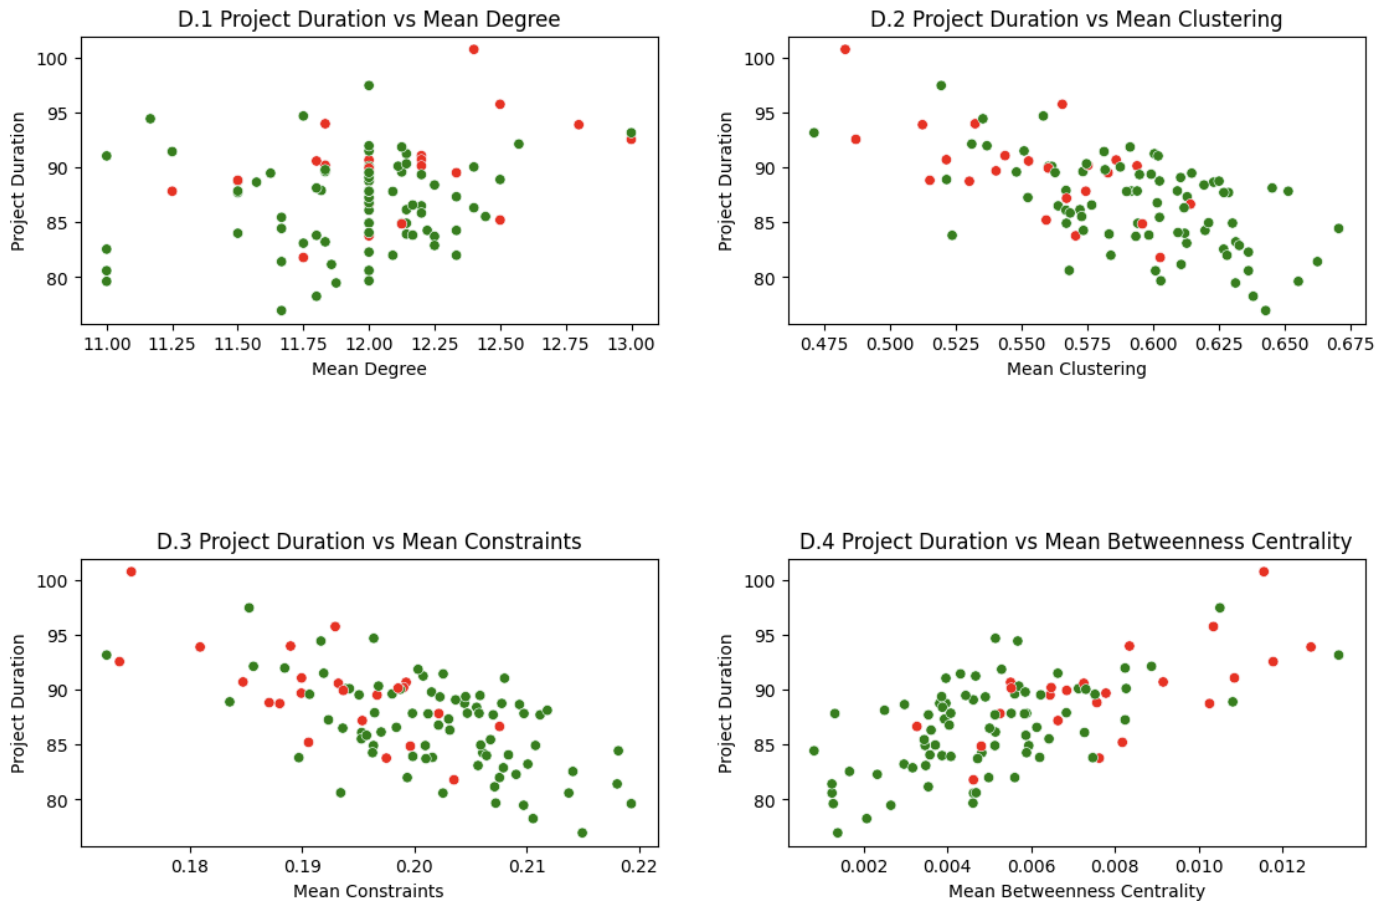 D.1 Project Duration vs Mean Degree
Project Duration
100
95
90
85
80
11.00 11.25 11.50 11.75 12.00 12.25 12.50 12.75 13.00
Mean Degree
D.2 Project Duration vs Mean Clustering
Project Duration
100
95
90
85
80
0.475 0.500 0.525 0.550 0.575 0.600 0.625 0.650 0.675
Mean Clustering
D.3 Project Duration vs Mean Constraints
Project Duration
100
95
90
85
80
0.18 0.19 0.20 0.21 0.22
Mean Constraints
D.4 Project Duration vs Mean Betweenness Centrality
Project Duration
100
95
90
85
80
0.002 0.004 0.006 0.008 0.010 0.012
Mean Betweenness Centrality